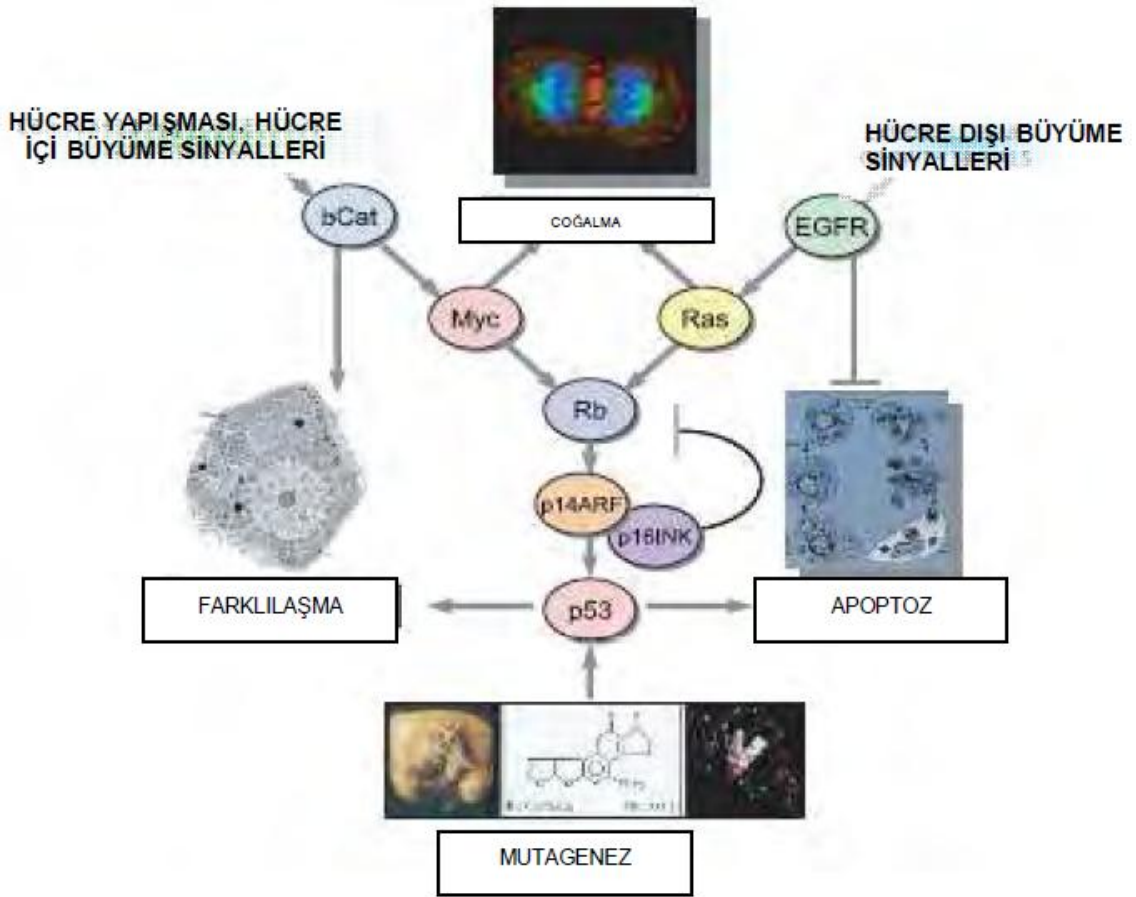 HÜCRE YAPIŞMASI, HÜCRE
İÇİ BÜYÜME SİNYALLERİ
HÜCRE DIŞI BÜYÜME
SİNYALLERİ
bCat
COĞALMA
EGFR
Myc
Ras
Rb
p14ARF
p16INK
FARKLILAŞMA
p53
APOPTOZ
MUTAGENEZ